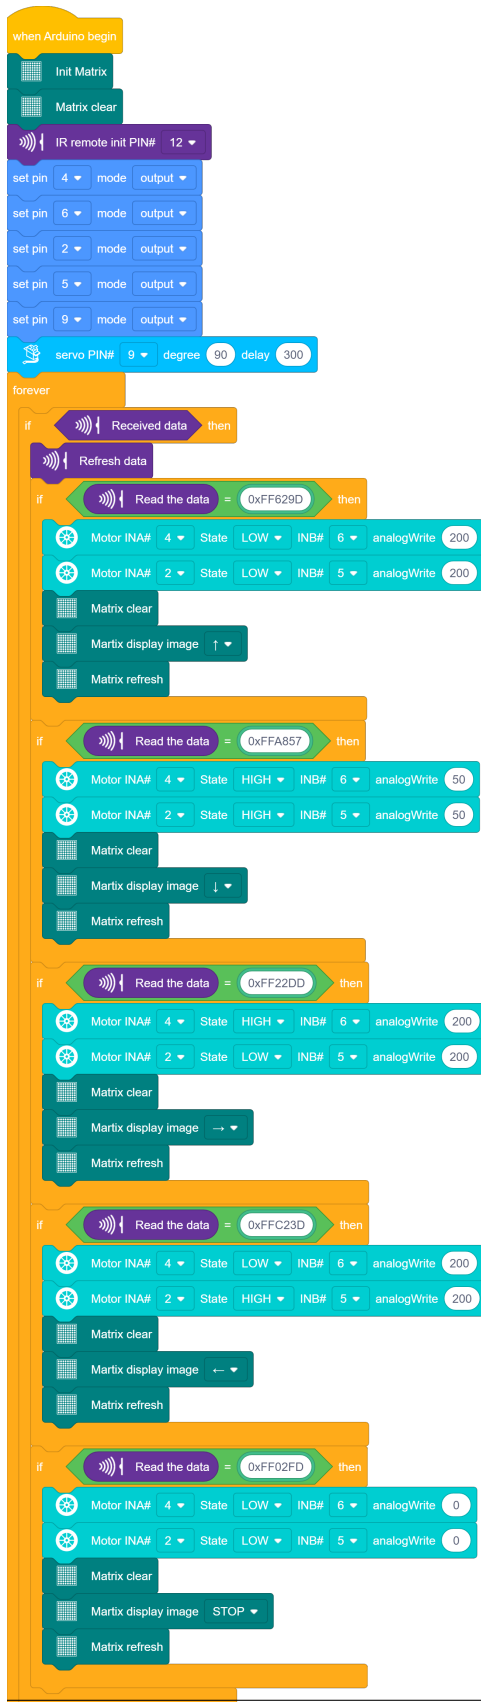 when Arduino begin
Init Matrix
Matrix clear
IR remote init PIN# 12
set pin 4 mode output
set pin 6 mode output
set pin 2 mode output
set pin 5 mode output
set pin 9 mode output
servo PIN# 9 degree 90 delay 300
forever
if Received data then
Refresh data
if Read the data = 0xFF629D then
Motor INA# 4 State LOW INB# 6 analogWrite 200
Motor INA# 2 State LOW INB# 5 analogWrite 200
Matrix clear
Martix display image ↑
Matrix refresh
if Read the data = 0xFFA857 then
Motor INA# 4 State HIGH INB# 6 analogWrite 50
Motor INA# 2 State HIGH INB# 5 analogWrite 50
Matrix clear
Martix display image ↓
Matrix refresh
if Read the data = 0xFF22DD then
Motor INA# 4 State HIGH INB# 6 analogWrite 200
Motor INA# 2 State LOW INB# 5 analogWrite 200
Matrix clear
Martix display image →
Matrix refresh
if Read the data = 0xFFC23D then
Motor INA# 4 State LOW INB# 6 analogWrite 200
Motor INA# 2 State HIGH INB# 5 analogWrite 200
Matrix clear
Martix display image ←
Matrix refresh
if Read the data = 0xFF02FD then
Motor INA# 4 State LOW INB# 6 analogWrite 0
Motor INA# 2 State LOW INB# 5 analogWrite 0
Matrix clear
Martix display image STOP
Matrix refresh